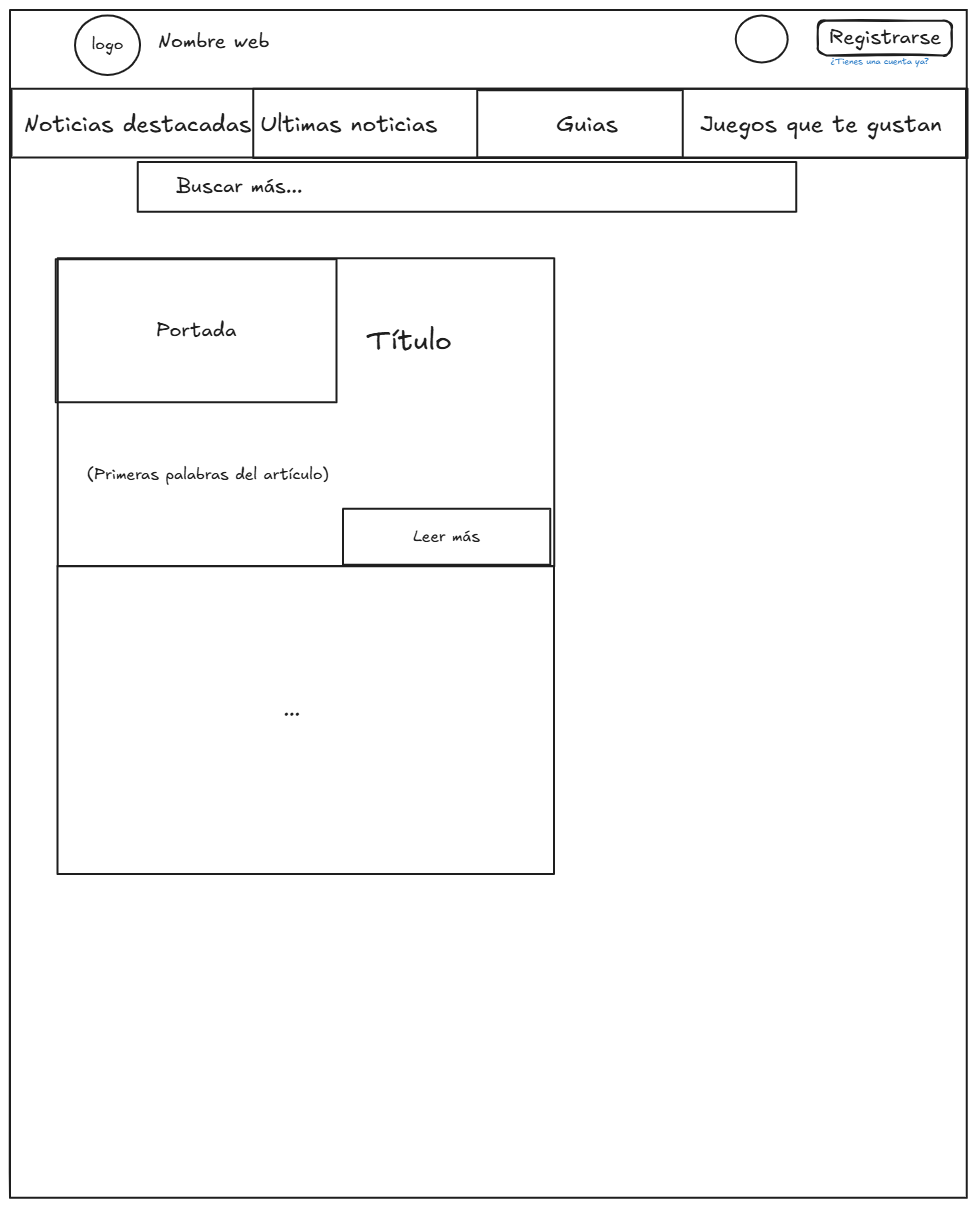 logo
Nombre web
Registrarse
¿Tienes una cuenta ya?
Noticias destacadas
Ultimas noticias
Guias
Juegos que te gustan
Buscar más...
Portada
Título
(Primeras palabras del artículo)
Leer más
...